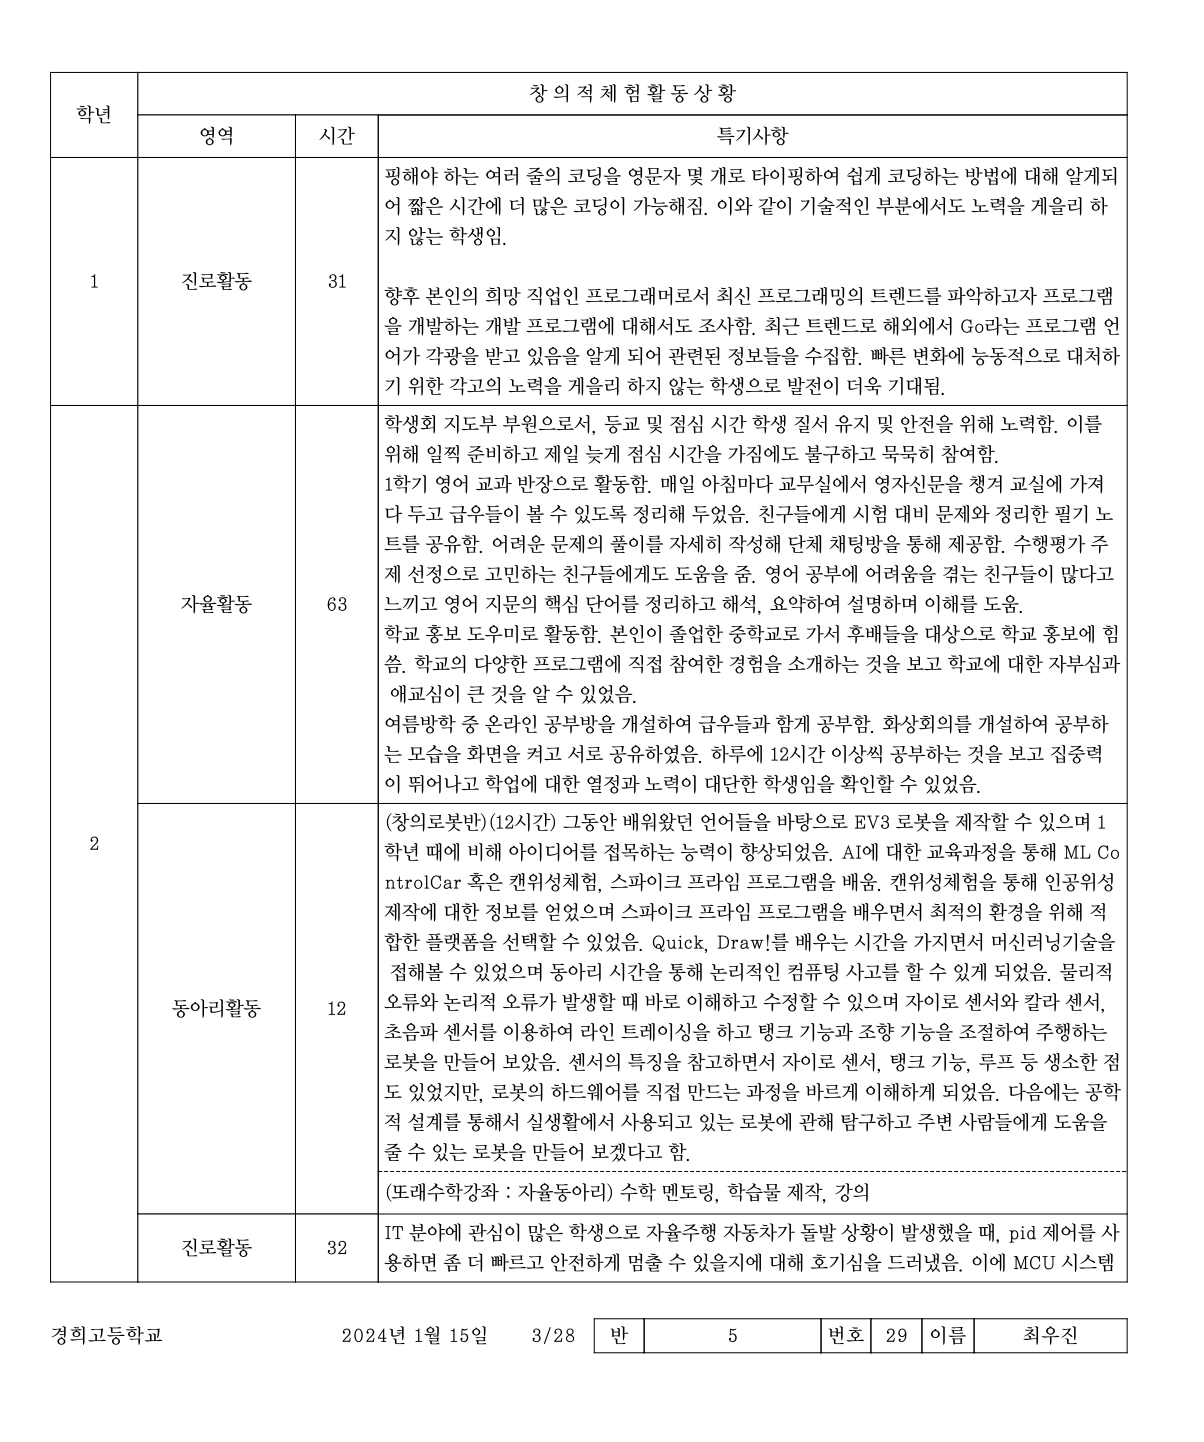 학년
창의적체험활동상황
영역 시간 특기사항
1 진로활동 31
핑해야 하는 여러 줄의 코딩을 영문자 몇 개로 타이핑하여 쉽게 코딩하는 방법에 대해 알게되
어 짧은 시간에 더 많은 코딩이 가능해짐. 이와 같이 기술적인 부분에서도 노력을 게을리 하
지 않는 학생임.
향후 본인의 희망 직업인 프로그래머로서 최신 프로그래밍의 트렌드를 파악하고자 프로그램
을 개발하는 개발 프로그램에 대해서도 조사함. 최근 트렌드로 해외에서 Go라는 프로그램 언
어가 각광을 받고 있음을 알게 되어 관련된 정보들을 수집함. 빠른 변화에 능동적으로 대처하
기 위한 각고의 노력을 게을리 하지 않는 학생으로 발전이 더욱 기대됨.
2 자율활동 63
학생회 지도부 부원으로서, 등교 및 점심 시간 학생 질서 유지 및 안전을 위해 노력함. 이를
위해 일찍 준비하고 제일 늦게 점심 시간을 가짐에도 불구하고 묵묵히 참여함.
1학기 영어 교과 반장으로 활동함. 매일 아침마다 교무실에서 영자신문을 챙겨 교실에 가져
다 두고 급우들이 볼 수 있도록 정리해 두었음. 친구들에게 시험 대비 문제와 정리한 필기 노
트를 공유함. 어려운 문제의 풀이를 자세히 작성해 단체 채팅방을 통해 제공함. 수행평가 주
제 선정으로 고민하는 친구들에게도 도움을 줌. 영어 공부에 어려움을 겪는 친구들이 많다고
느끼고 영어 지문의 핵심 단어를 정리하고 해석, 요약하여 설명하며 이해를 도움.
학교 홍보 도우미로 활동함. 본인이 졸업한 중학교로 가서 후배들을 대상으로 학교 홍보에 힘
씀. 학교의 다양한 프로그램에 직접 참여한 경험을 소개하는 것을 보고 학교에 대한 자부심과
애교심이 큰 것을 알 수 있었음.
여름방학 중 온라인 공부방을 개설하여 급우들과 함게 공부함. 화상회의를 개설하여 공부하
는 모습을 화면을 켜고 서로 공유하였음. 하루에 12시간 이상씩 공부하는 것을 보고 집중력
이 뛰어나고 학업에 대한 열정과 노력이 대단한 학생임을 확인할 수 있었음.
동아리활동 12
(창의로봇반)(12시간) 그동안 배워왔던 언어들을 바탕으로 EV3 로봇을 제작할 수 있으며 1
학년 때에 비해 아이디어를 접목하는 능력이 향상되었음. AI에 대한 교육과정을 통해 ML Co
ntrolCar 혹은 캔위성체험, 스파이크 프라임 프로그램을 배움. 캔위성체험을 통해 인공위성
제작에 대한 정보를 얻었으며 스파이크 프라임 프로그램을 배우면서 최적의 환경을 위해 적
합한 플랫폼을 선택할 수 있었음. Quick, Draw!를 배우는 시간을 가지면서 머신러닝기술을
접해볼 수 있었으며 동아리 시간을 통해 논리적인 컴퓨팅 사고를 할 수 있게 되었음. 물리적
오류와 논리적 오류가 발생할 때 바로 이해하고 수정할 수 있으며 자이로 센서와 칼라 센서,
초음파 센서를 이용하여 라인 트레이싱을 하고 탱크 기능과 조향 기능을 조절하여 주행하는
로봇을 만들어 보았음. 센서의 특징을 참고하면서 자이로 센서, 탱크 기능, 루프 등 생소한 점
도 있었지만, 로봇의 하드웨어를 직접 만드는 과정을 바르게 이해하게 되었음. 다음에는 공학
적 설계를 통해서 실생활에서 사용되고 있는 로봇에 관해 탐구하고 주변 사람들에게 도움을
줄 수 있는 로봇을 만들어 보겠다고 함.
(또래수학강좌 : 자율동아리) 수학 멘토링, 학습물 제작, 강의
진로활동 32
IT 분야에 관심이 많은 학생으로 자율주행 자동차가 돌발 상황이 발생했을 때, pid 제어를 사
용하면 좀 더 빠르고 안전하게 멈출 수 있을지에 대해 호기심을 드러냈음. 이에 MCU 시스템
경희고등학교 2024년 1월 15일 3/28 반 5 번호 29 이름 최우진